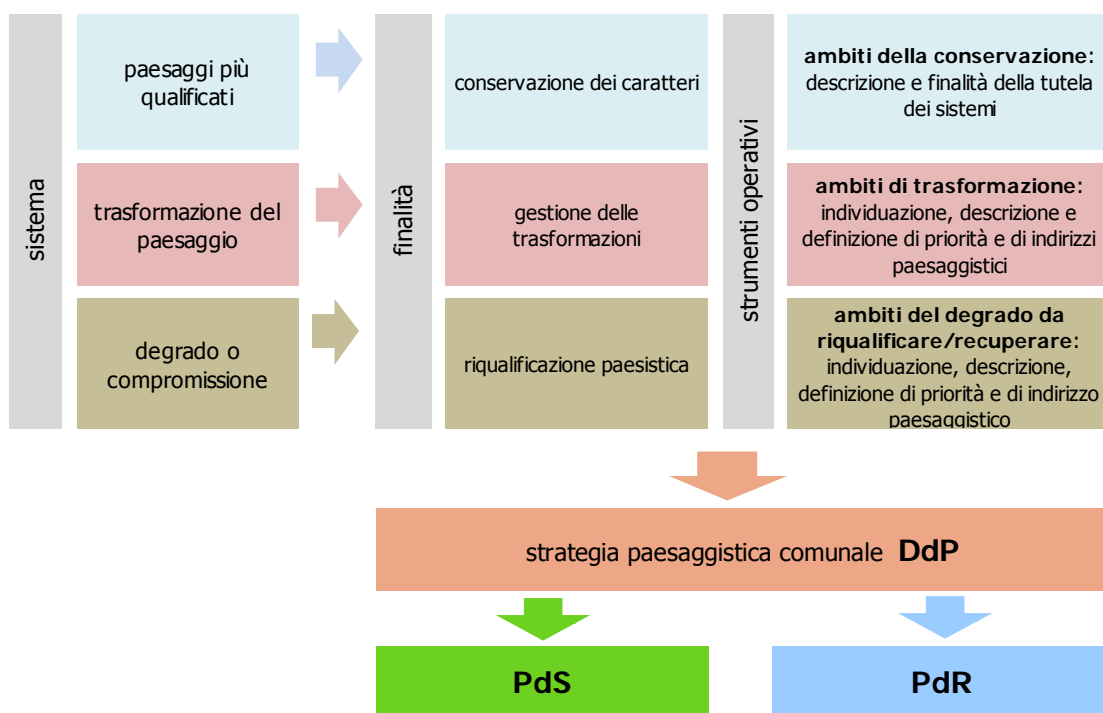 sistema
paesaggi più
qualificati
trasformazione del
paesaggio
degrado o
compromissione
finalità
conservazione dei caratteri
gestione delle
trasformazioni
riqualificazione paesistica
strumenti operativi
ambiti della conservazione:
descrizione e finalità della tutela
dei sistemi
ambiti di trasformazione:
individuazione, descrizione e
definizione di priorità e di indirizzi
paesaggistici
ambiti del degrado da
riqualificare/recuperare:
individuazione, descrizione,
definizione di priorità e di indirizzo
paesaggistico
strategia paesaggistica comunale DdP
PdS
PdR